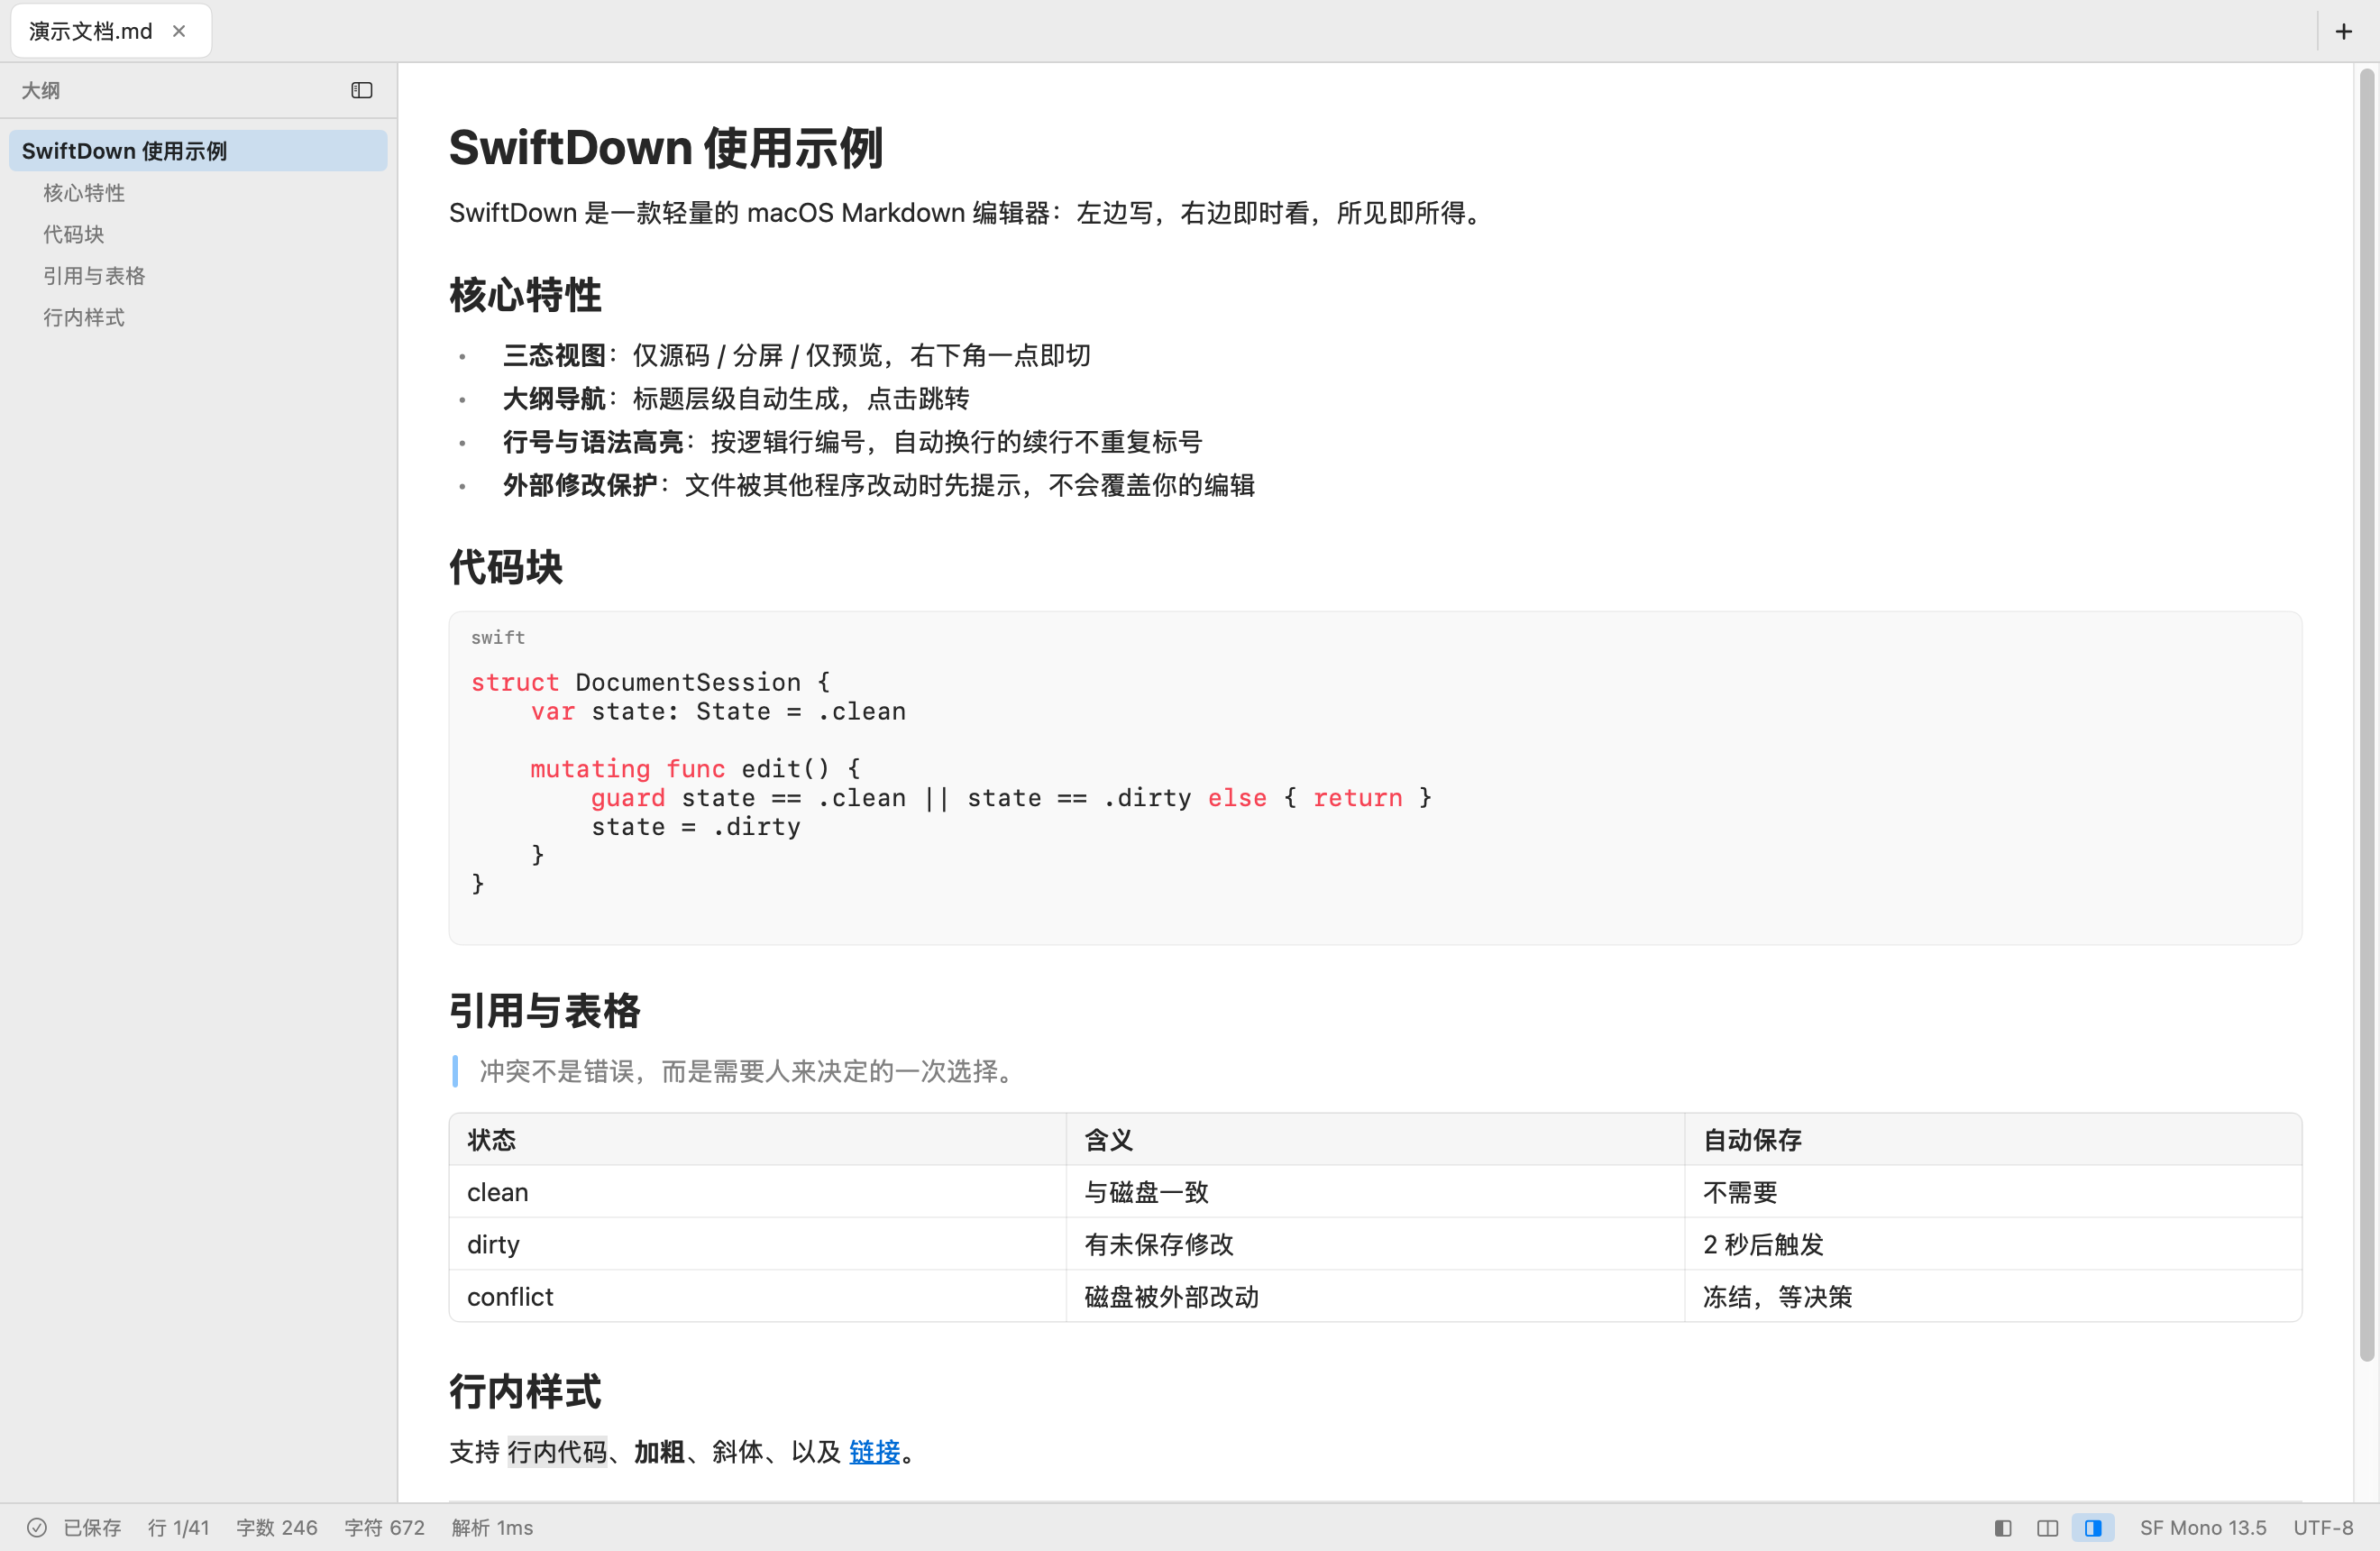 演示文档.md
大纲
SwiftDown 使用示例
核心特性
代码块
引用与表格
行内样式
SwiftDown 使用示例
SwiftDown 是一款轻量的 macOS Markdown 编辑器：左边写，右边即时看，所见即所得。
核心特性
• 三态视图：仅源码 / 分屏 / 仅预览，右下角一点即切
• 大纲导航：标题层级自动生成，点击跳转
• 行号与语法高亮：按逻辑行编号，自动换行的续行不重复标号
• 外部修改保护：文件被其他程序改动时先提示，不会覆盖你的编辑
代码块
swift
struct DocumentSession {
    var state: State = .clean
    mutating func edit() {
        guard state == .clean || state == .dirty else { return }
        state = .dirty
    }
}
引用与表格
冲突不是错误，而是需要人来决定的一次选择。
状态 含义 自动保存
clean 与磁盘一致 不需要
dirty 有未保存修改 2 秒后触发
conflict 磁盘被外部改动 冻结，等决策
行内样式
支持 行内代码、加粗、斜体、以及 链接。
已保存 行 1/41 字数 246 字符 672 解析 1ms SF Mono 13.5 UTF-8